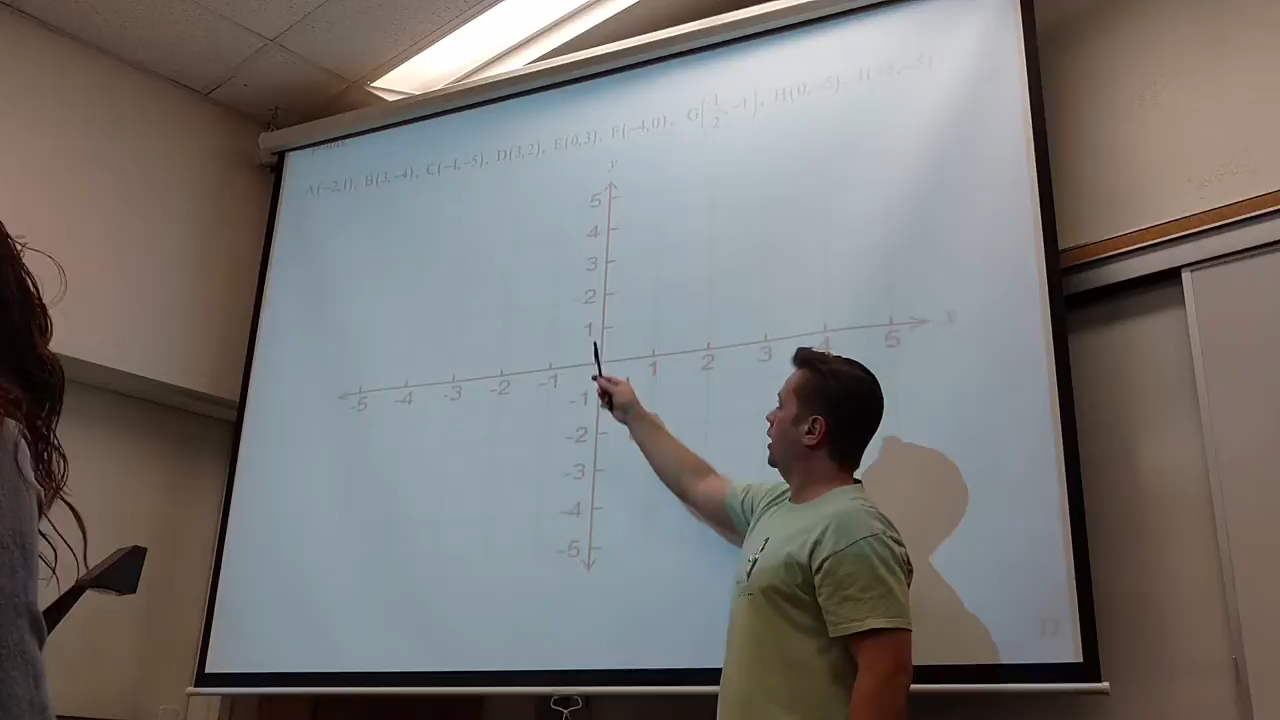 A(−2,1), B(3,−4), C(−1,−5), D(3,2), E(0,3), F(−4,0), G(1/2,−1), H(0,−5),
y
5
4
3
2
1
x
-5 -4 -3 -2 -1 1 2 3 4 5
-1
-2
-3
-4
-5